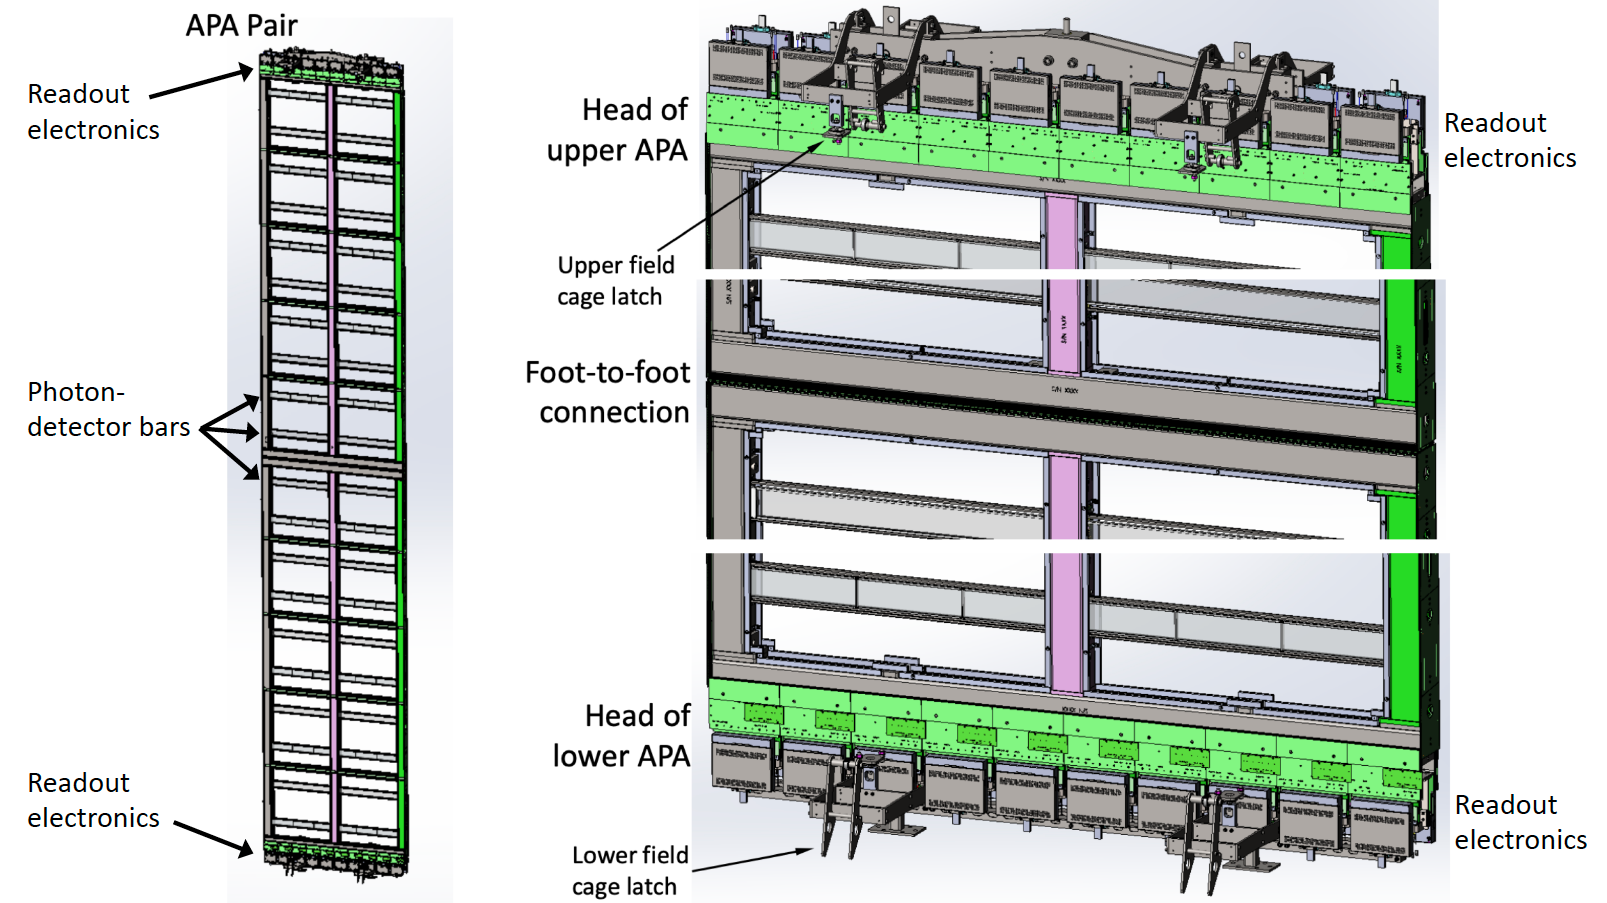 APA Pair
Readout
electronics
Photon-
detector bars
Readout
electronics
Head of
upper APA
Upper field
cage latch
Readout
electronics
Foot-to-foot
connection
Head of
lower APA
Lower field
cage latch
Readout
electronics